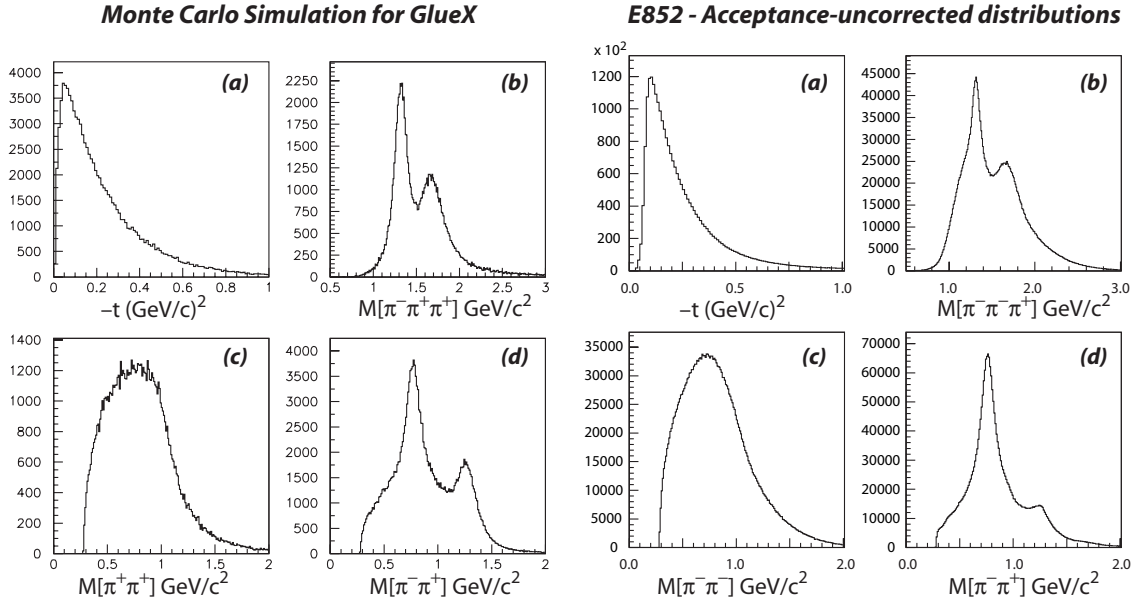 Monte Carlo Simulation for GlueX
E852 - Acceptance-uncorrected distributions
(a)
4000
3500
3000
2500
2000
1500
1000
500
0
0 0.2 0.4 0.6 0.8 1
−t (GeV/c)²
(b)
2250
2000
1750
1500
1250
1000
750
500
250
0
0.5 1 1.5 2 2.5 3
M[π⁻π⁺π⁺] GeV/c²
(a)
x 10²
1200
1000
800
600
400
200
0
0.0 0.5 1.0
−t (GeV/c)²
(b)
45000
40000
35000
30000
25000
20000
15000
10000
5000
0
1.0 2.0 3.0
M[π⁻π⁻π⁺] GeV/c²
(c)
1400
1200
1000
800
600
400
200
0
0 0.5 1 1.5 2
M[π⁺π⁺] GeV/c²
(d)
4000
3500
3000
2500
2000
1500
1000
500
0
0 0.5 1 1.5 2
M[π⁻π⁺] GeV/c²
(c)
35000
30000
25000
20000
15000
10000
5000
0
0.0 1.0 2.0
M[π⁻π⁻] GeV/c²
(d)
70000
60000
50000
40000
30000
20000
10000
0
0.0 1.0 2.0
M[π⁻π⁺] GeV/c²